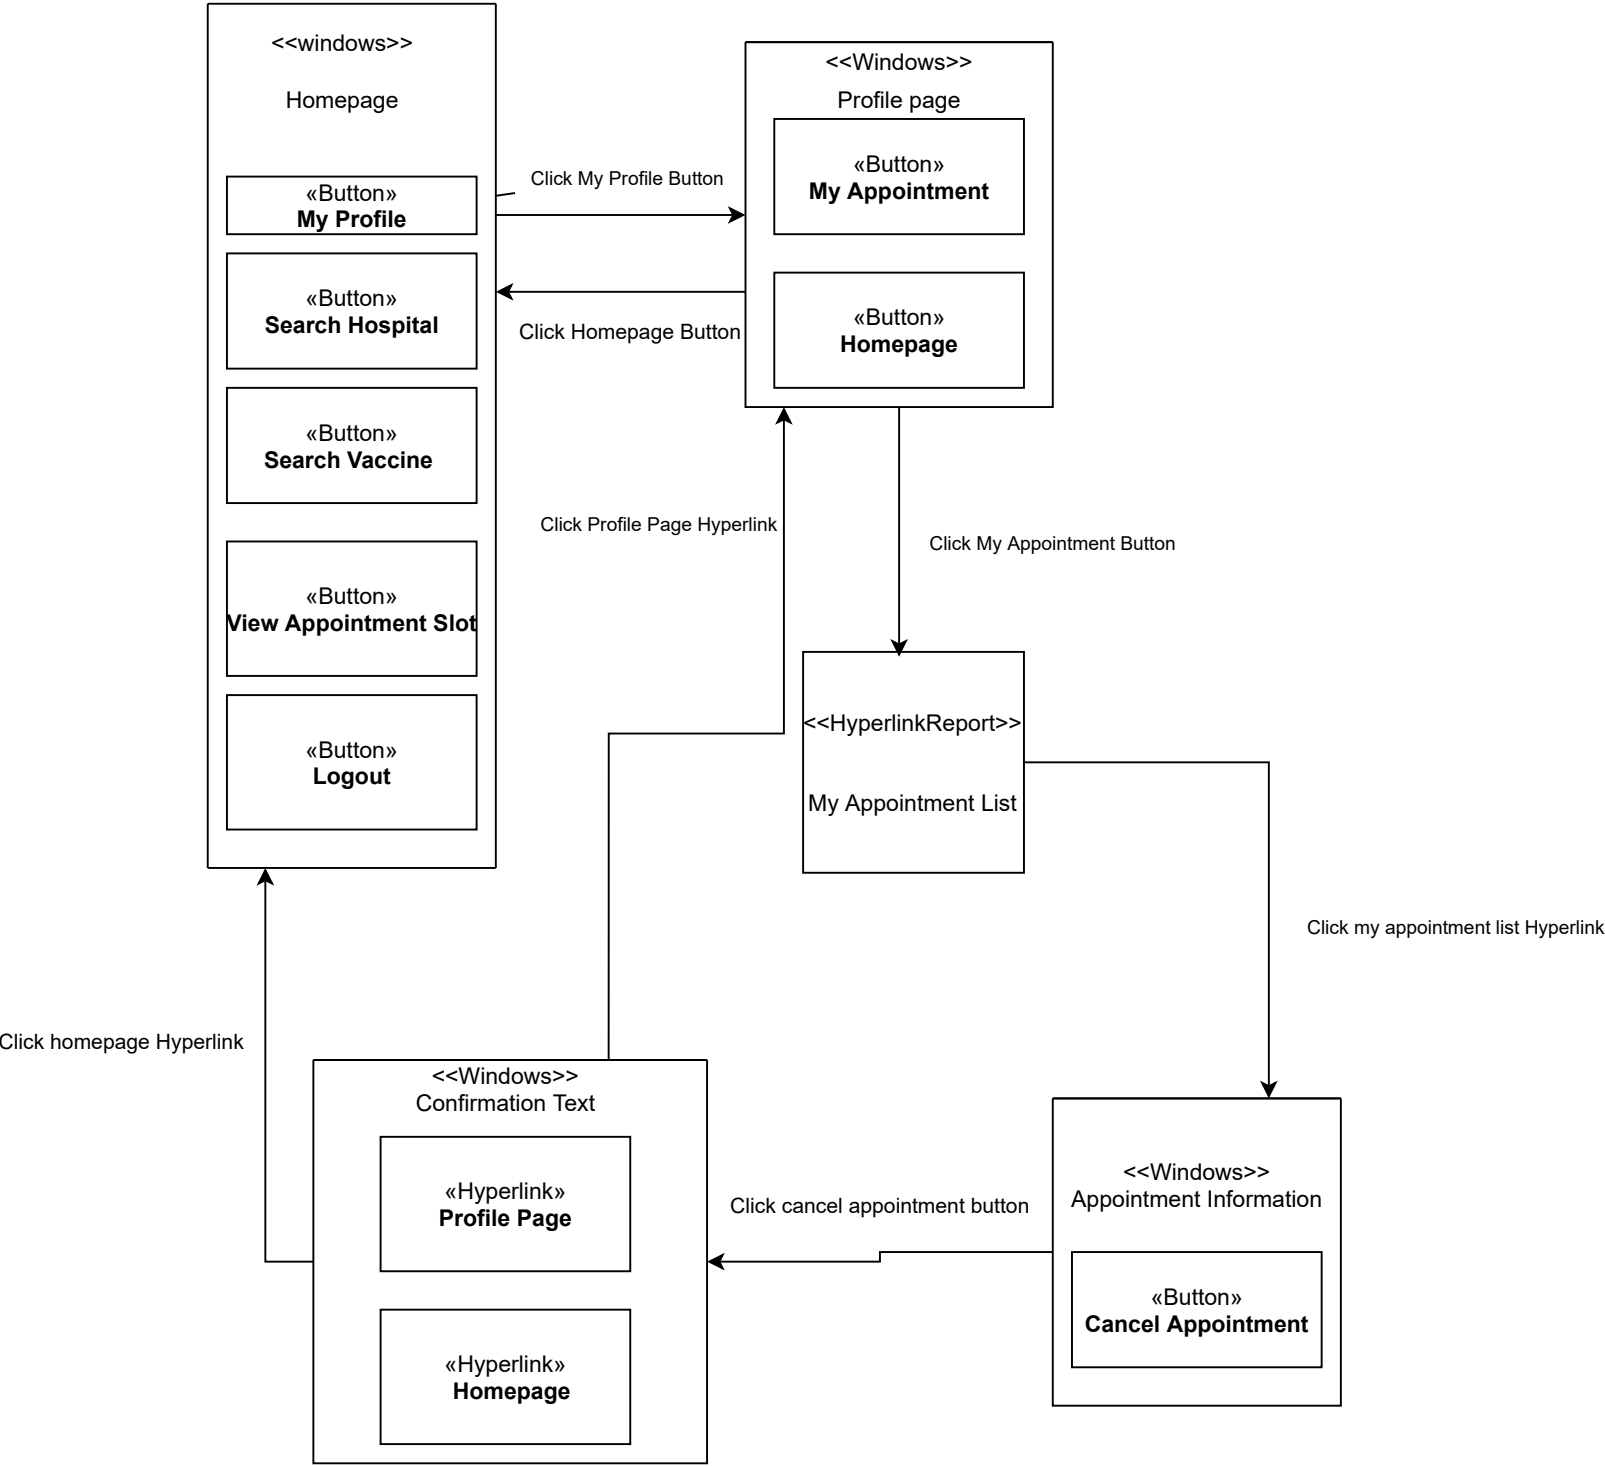 <<windows>>
Homepage
«Button»
My Profile
«Button»
Search Hospital
«Button»
Search Vaccine
«Button»
View Appointment Slot
«Button»
Logout
Click My Profile Button
Click Homepage Button
<<Windows>>
Profile page
«Button»
My Appointment
«Button»
Homepage
Click Profile Page Hyperlink
Click My Appointment Button
<<HyperlinkReport>>
My Appointment List
Click my appointment list Hyperlink
Click homepage Hyperlink
<<Windows>>
Confirmation Text
«Hyperlink»
Profile Page
«Hyperlink»
Homepage
Click cancel appointment button
<<Windows>>
Appointment Information
«Button»
Cancel Appointment